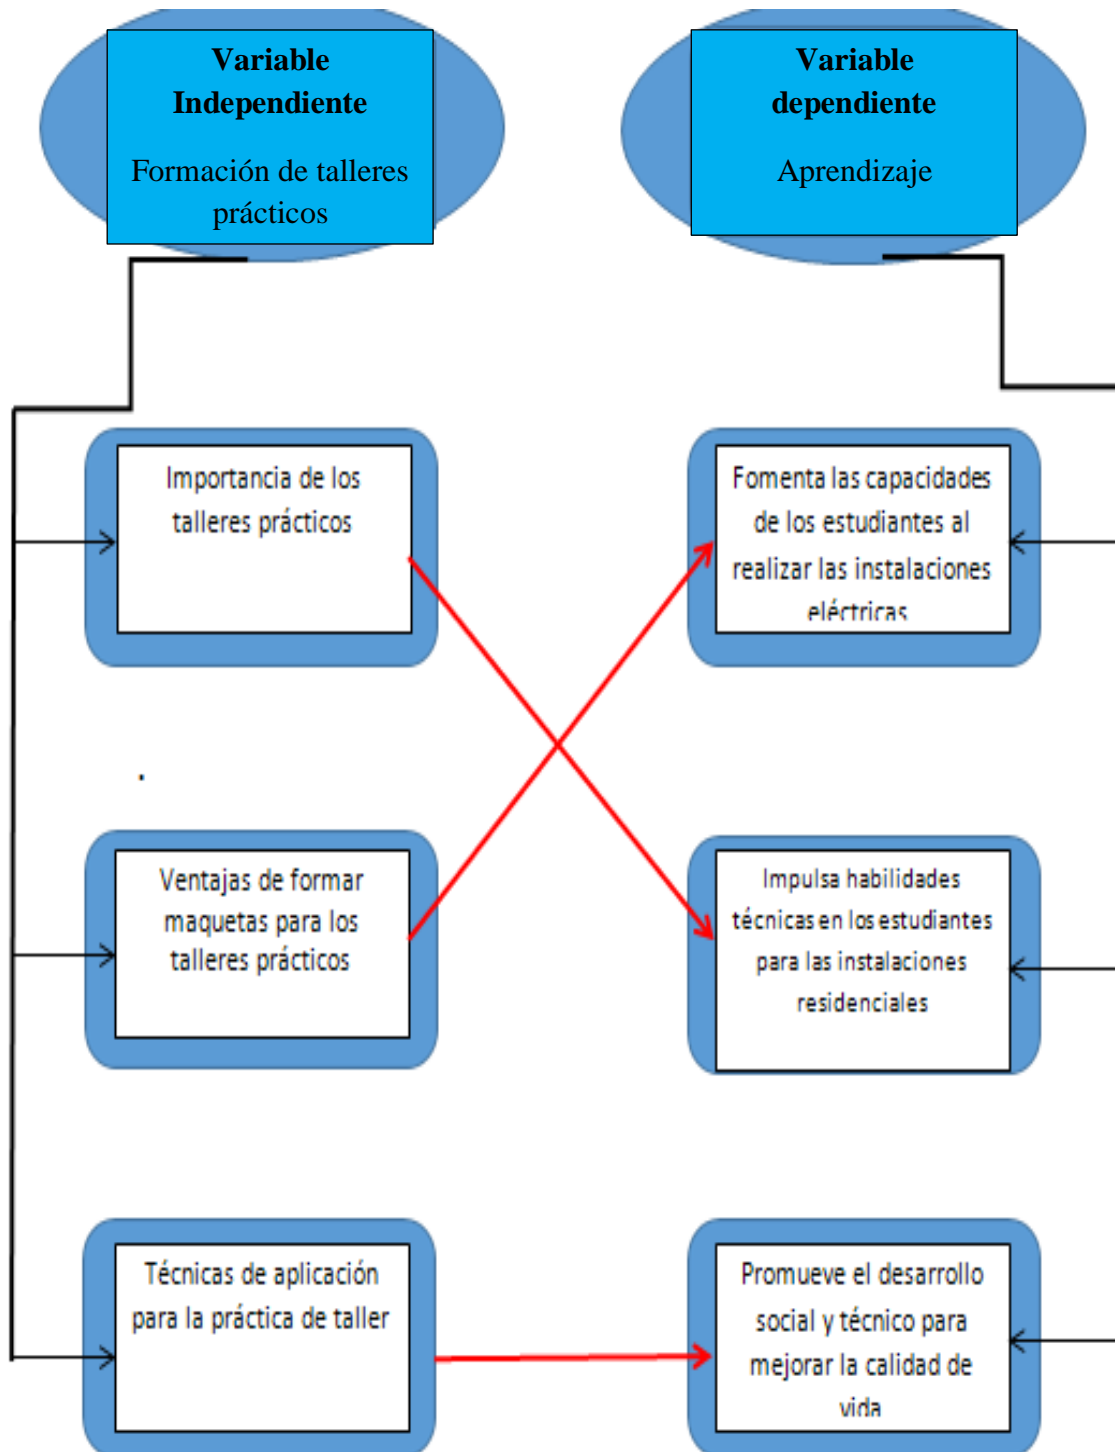 Variable
Independiente
Formación de talleres
prácticos
Variable
dependiente
Aprendizaje
Importancia de los
talleres prácticos
Fomenta las capacidades
de los estudiantes al
realizar las instalaciones
eléctricas
Ventajas de formar
maquetas para los
talleres prácticos
Impulsa habilidades
técnicas en los estudiantes
para las instalaciones
residenciales
Técnicas de aplicación
para la práctica de taller
Promueve el desarrollo
social y técnico para
mejorar la calidad de
vida